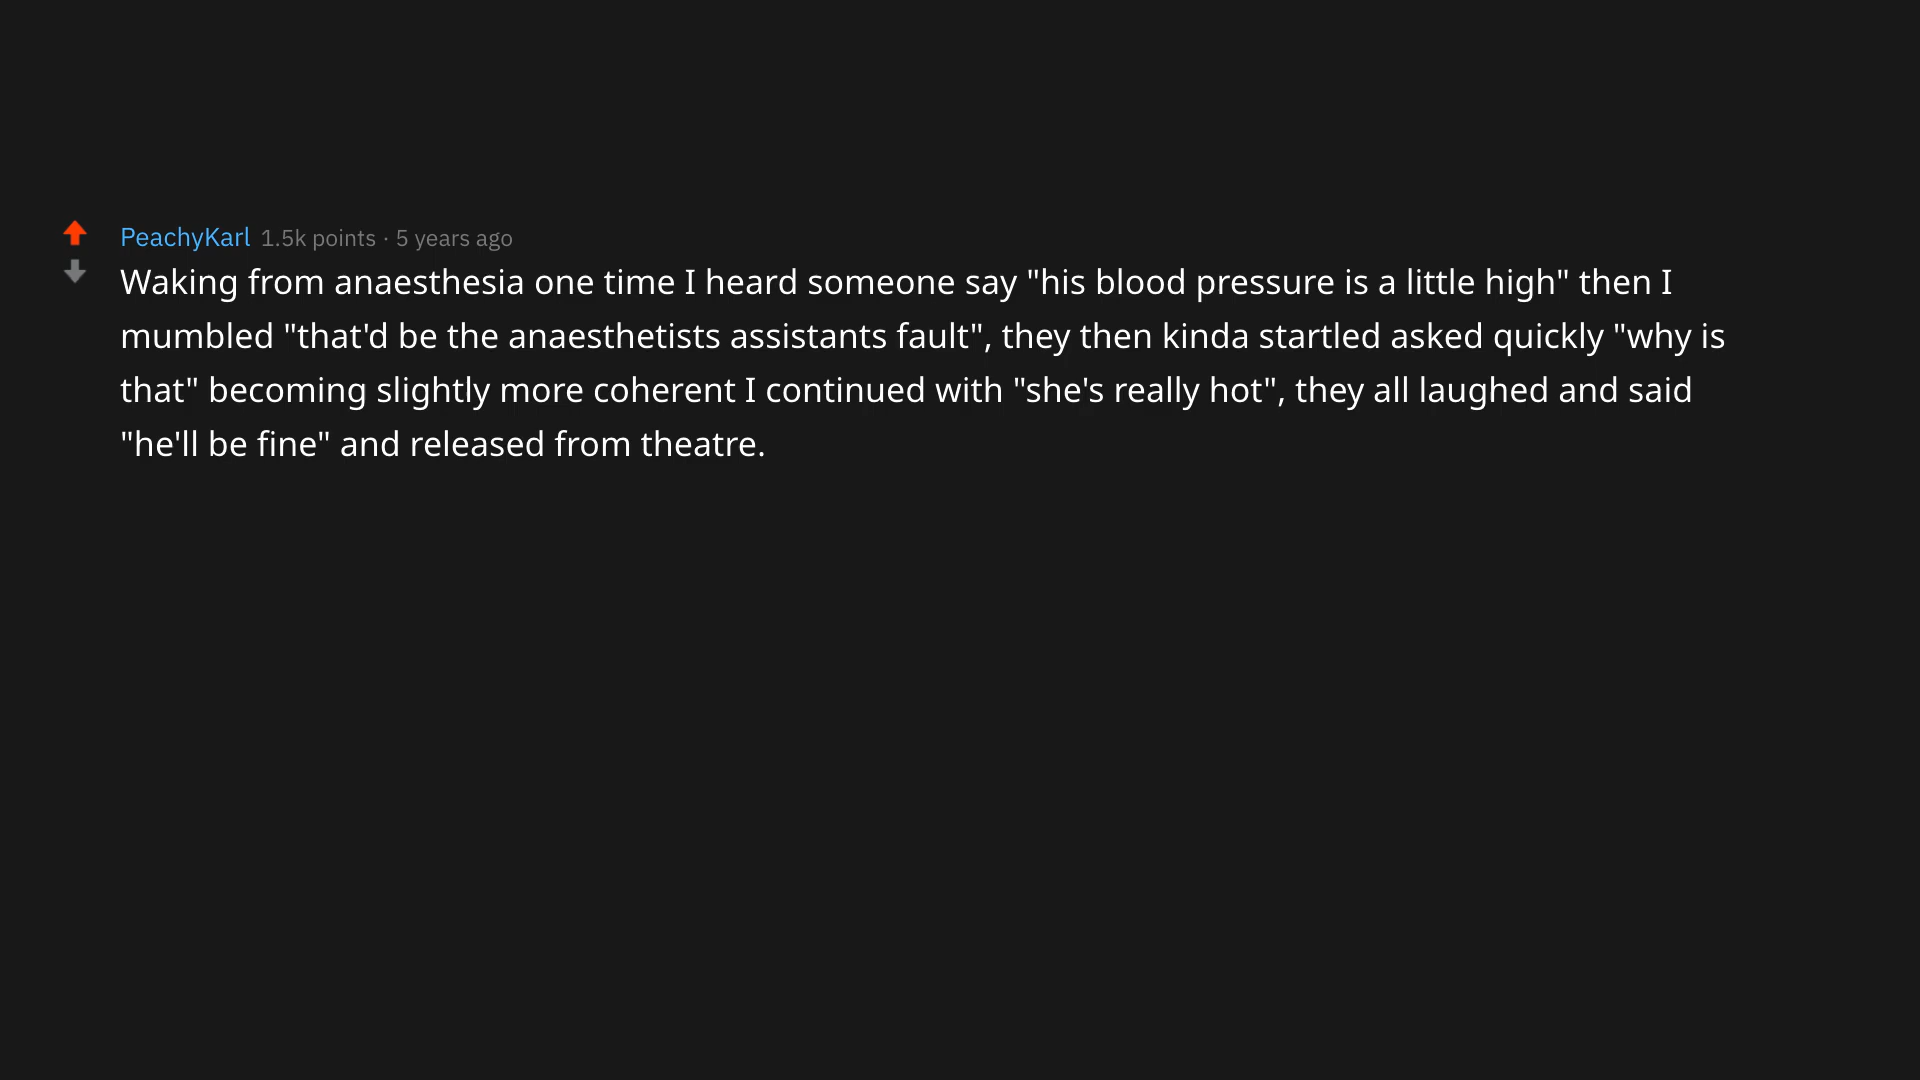 PeachyKarl 1.5k points · 5 years ago
Waking from anaesthesia one time I heard someone say "his blood pressure is a little high" then I
mumbled "that'd be the anaesthetists assistants fault", they then kinda startled asked quickly "why is
that" becoming slightly more coherent I continued with "she's really hot", they all laughed and said
"he'll be fine" and released from theatre.